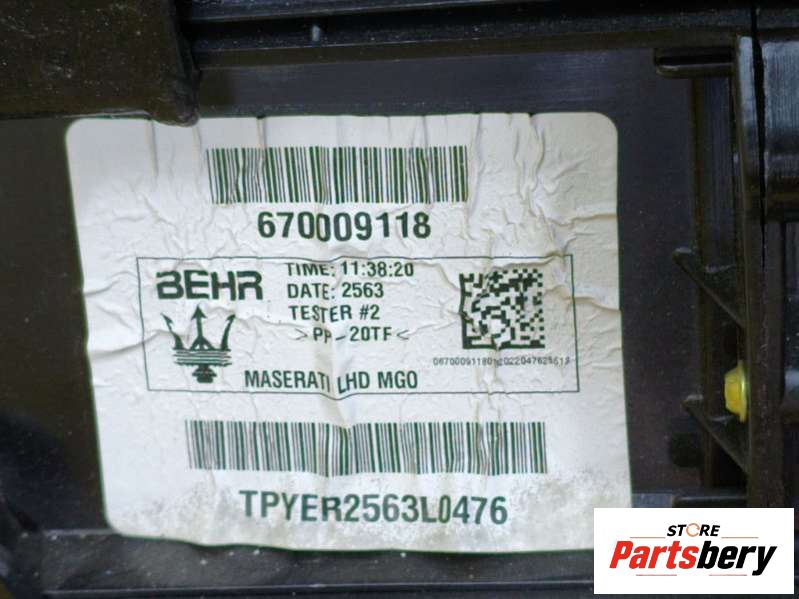 670009118
BEHR
TIME: 11:38:20
DATE: 2563
TESTER #2
>PP-20TF<
MASERATI LHD MGO
TPYER2563L0476
STORE
Partsbery